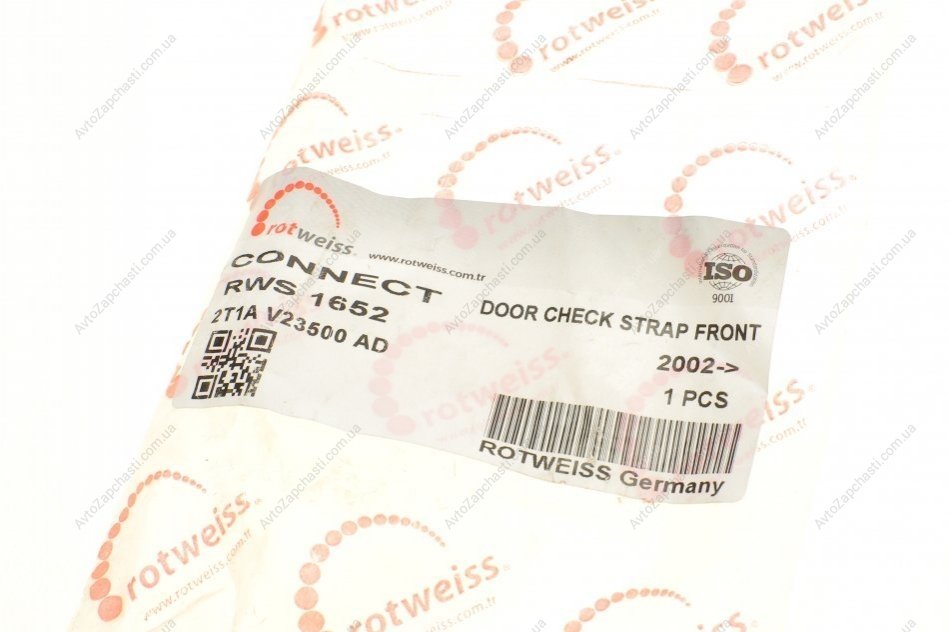 rotweiss
www.rotweiss.com.tr
CONNECT
RWS 1652
2T1A V23500 AD
ISO
9001
DOOR CHECK STRAP FRONT
2002->
1 PCS
ROTWEISS Germany
rotweiss
www.rotweiss.com.tr
AvtoZapchasti.com.ua